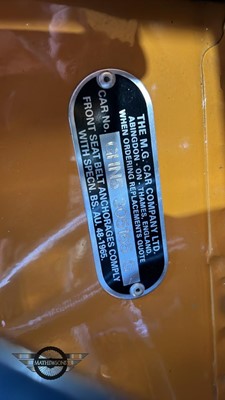 THE M.G. CAR COMPANY LTD.
ABINGDON - ON - THAMES, ENGLAND.
WHEN ORDERING REPLACEMENTS QUOTE
CAR No.
FRONT SEAT BELT ANCHORAGES COMPLY
WITH SPECN. BS. AU. 48-1965.
MATHEWSONS